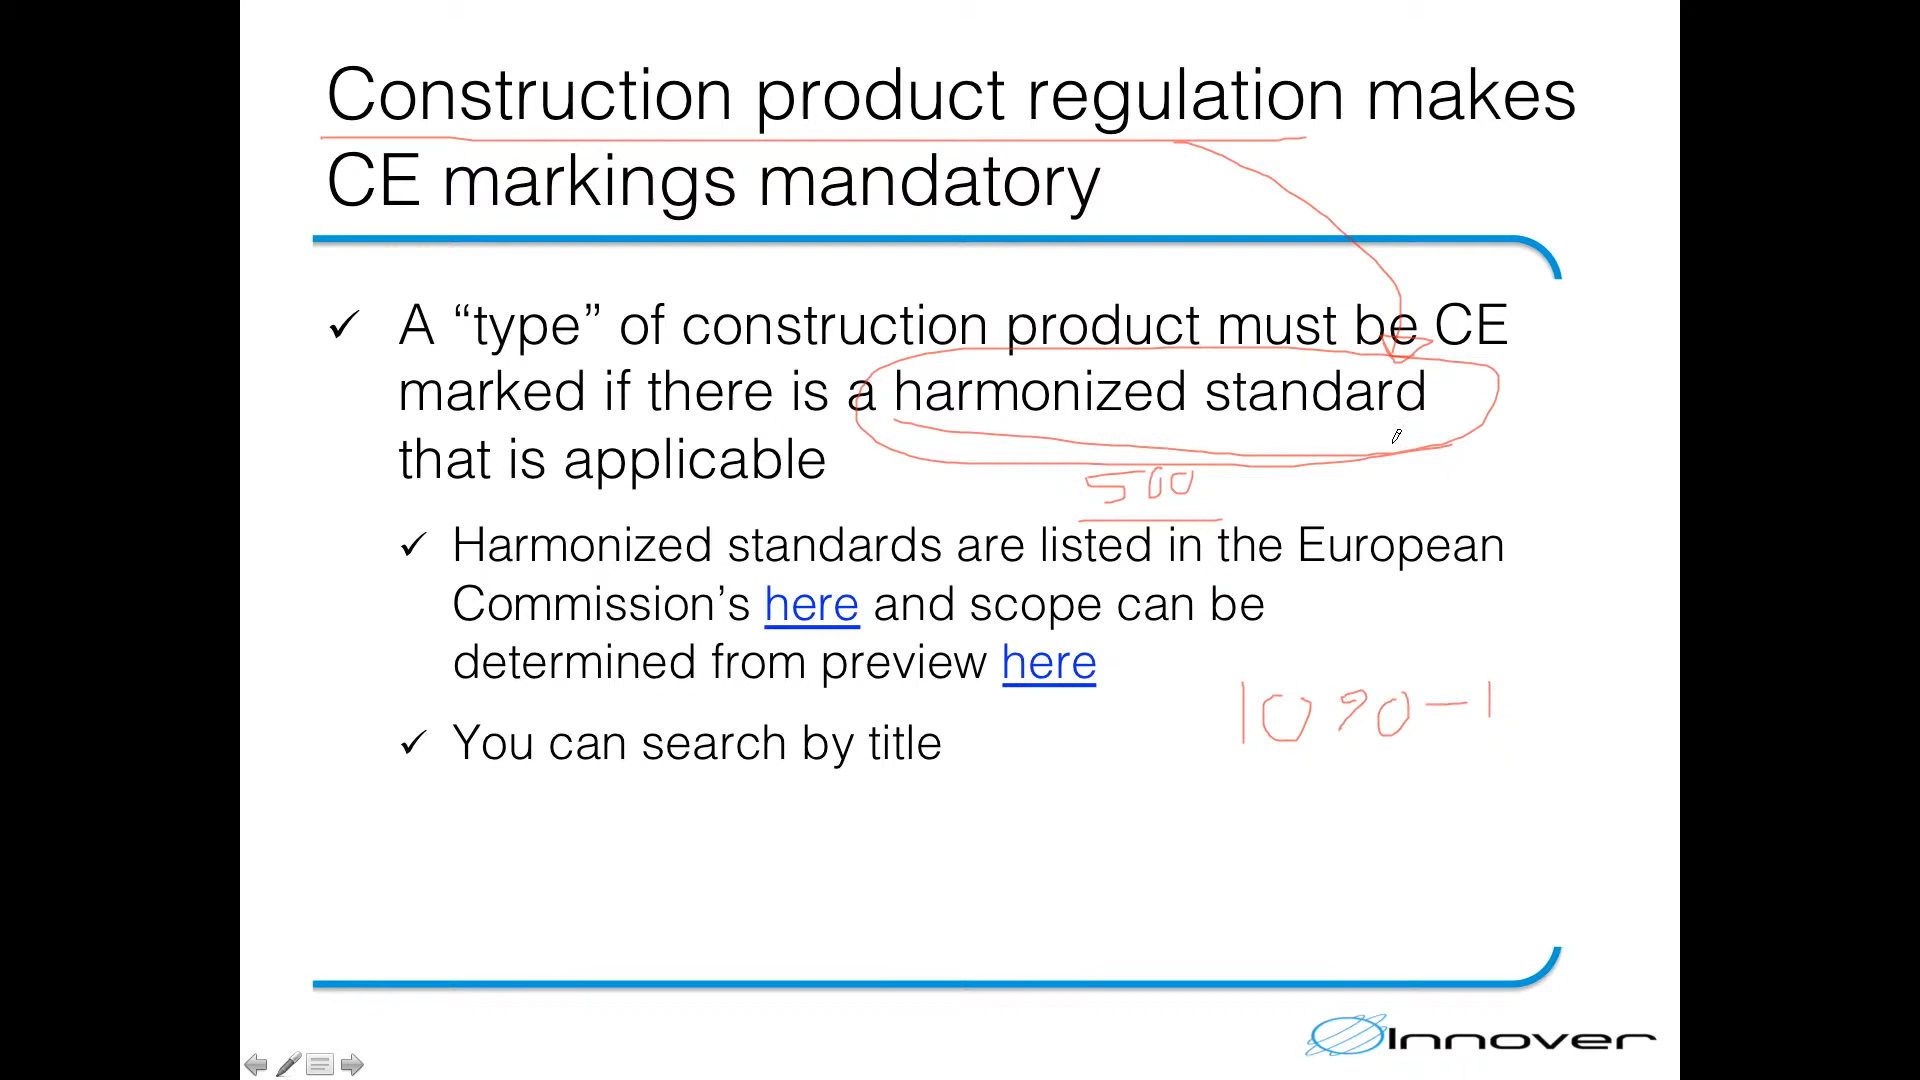 Construction product regulation makes
CE markings mandatory
✓ A “type” of construction product must be CE
marked if there is a harmonized standard
that is applicable
500
✓ Harmonized standards are listed in the European
Commission’s here and scope can be
determined from preview here
1090-1
✓ You can search by title
Innover